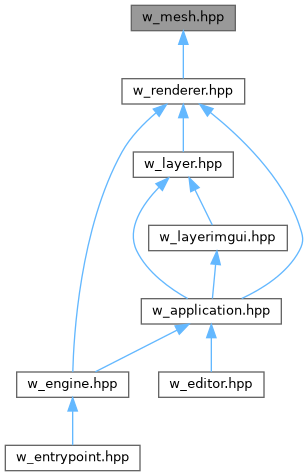 w_mesh.hpp
w_renderer.hpp
w_layer.hpp
w_layerimgui.hpp
w_application.hpp
w_engine.hpp
w_editor.hpp
w_entrypoint.hpp